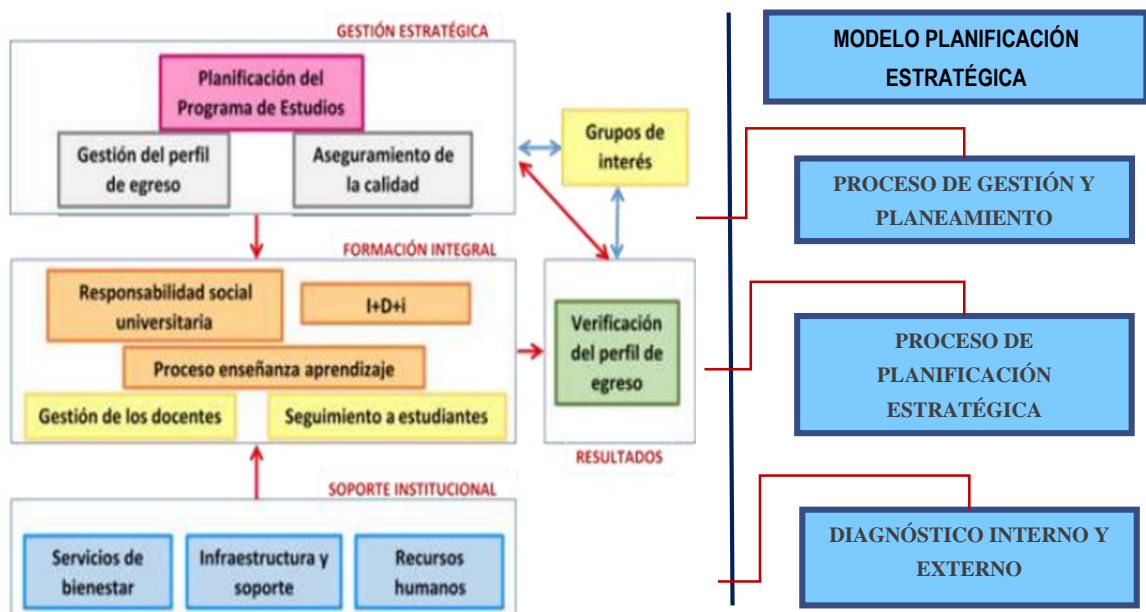 GESTIÓN ESTRATÉGICA
Planificación del
Programa de Estudios
Gestión del perfil
de egreso
Aseguramiento de
la calidad
Grupos de
interés
FORMACIÓN INTEGRAL
Responsabilidad social
universitaria
I+D+i
Proceso enseñanza aprendizaje
Gestión de los docentes
Seguimiento a estudiantes
Verificación
del perfil de
egreso
RESULTADOS
SOPORTE INSTITUCIONAL
Servicios de
bienestar
Infraestructura y
soporte
Recursos
humanos
MODELO PLANIFICACIÓN
ESTRATÉGICA
PROCESO DE GESTIÓN Y
PLANEAMIENTO
PROCESO DE
PLANIFICACIÓN
ESTRATÉGICA
DIAGNÓSTICO INTERNO Y
EXTERNO